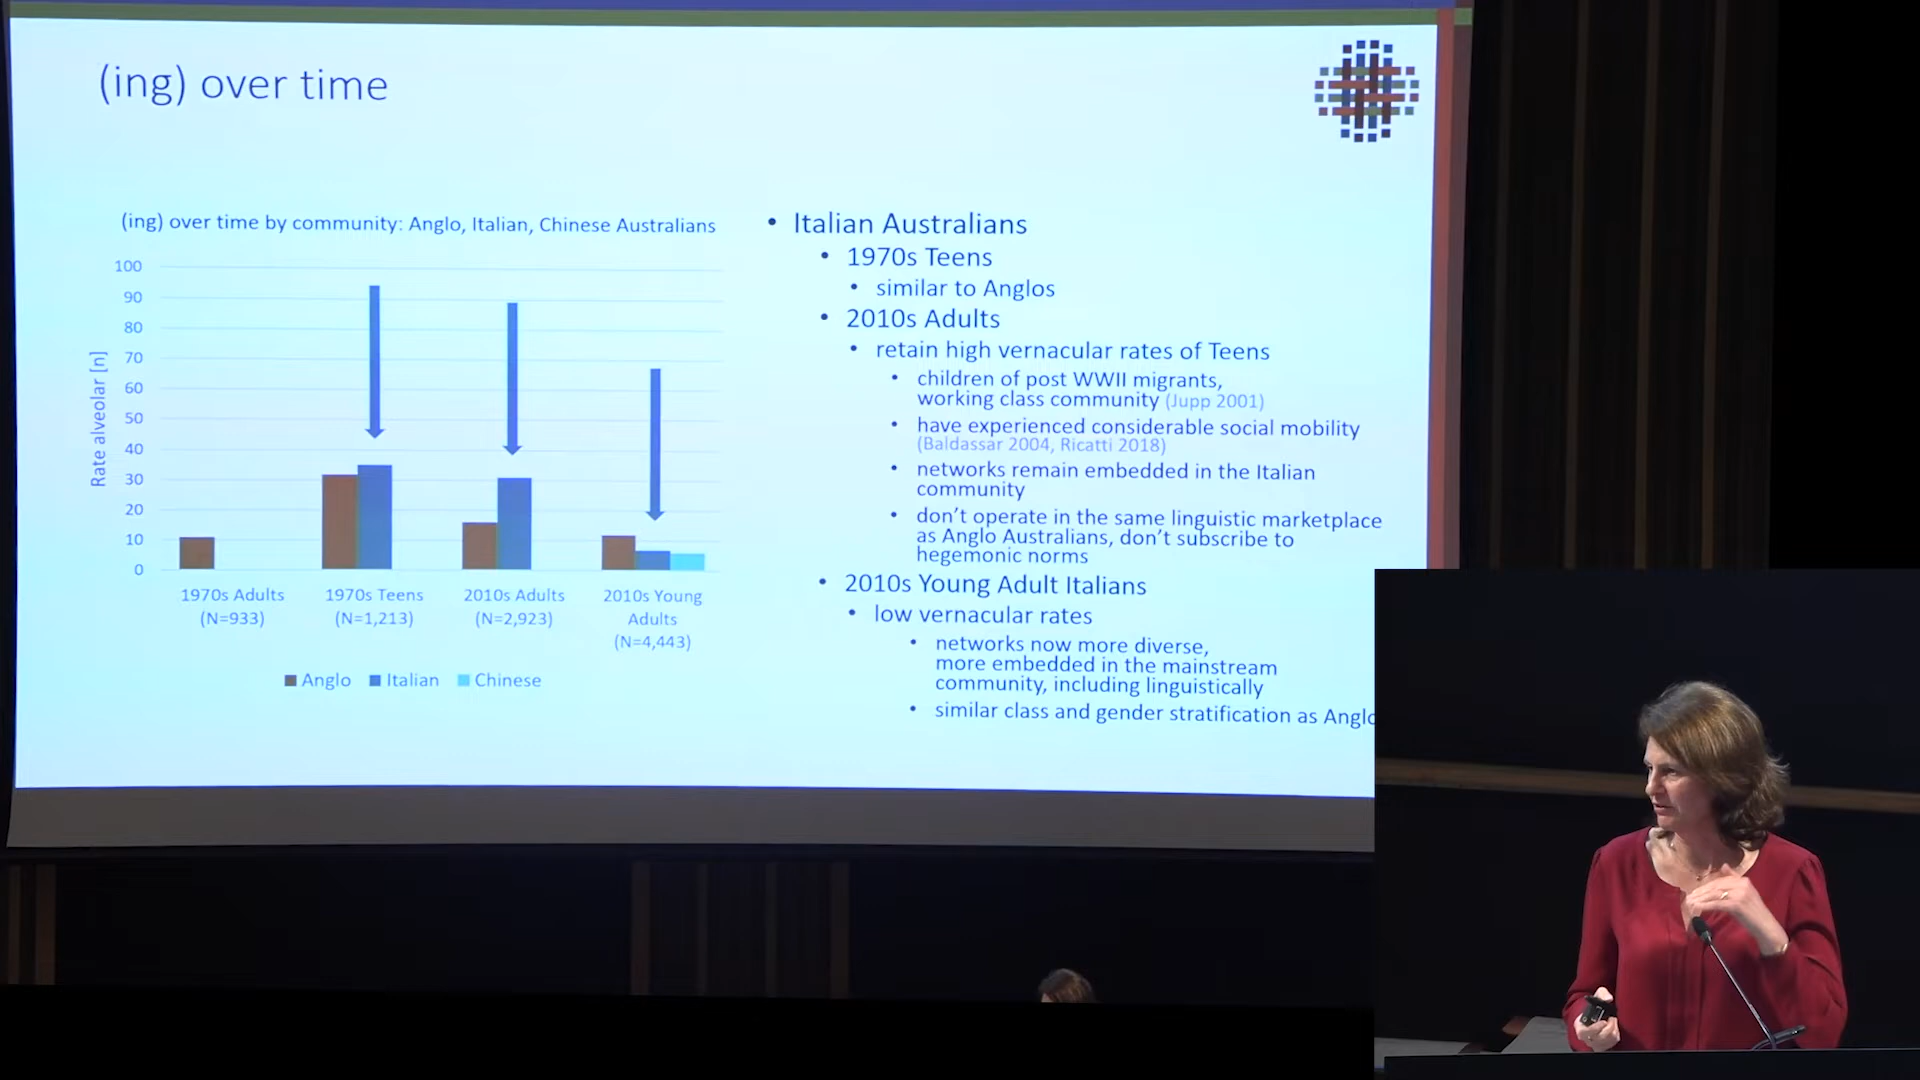 (ing) over time
(ing) over time by community: Anglo, Italian, Chinese Australians
100
90
80
70
60
50
40
30
20
10
0
Rate alveolar [n]
1970s Adults
(N=933)
1970s Teens
(N=1,213)
2010s Adults
(N=2,923)
2010s Young
Adults
(N=4,443)
Anglo
Italian
Chinese
• Italian Australians
• 1970s Teens
• similar to Anglos
• 2010s Adults
• retain high vernacular rates of Teens
• children of post WWII migrants,
working class community (Jupp 2001)
• have experienced considerable social mobility
(Baldassar 2004, Ricatti 2018)
• networks remain embedded in the Italian
community
• don't operate in the same linguistic marketplace
as Anglo Australians, don't subscribe to
hegemonic norms
• 2010s Young Adult Italians
• low vernacular rates
• networks now more diverse,
more embedded in the mainstream
community, including linguistically
• similar class and gender stratification as Anglo